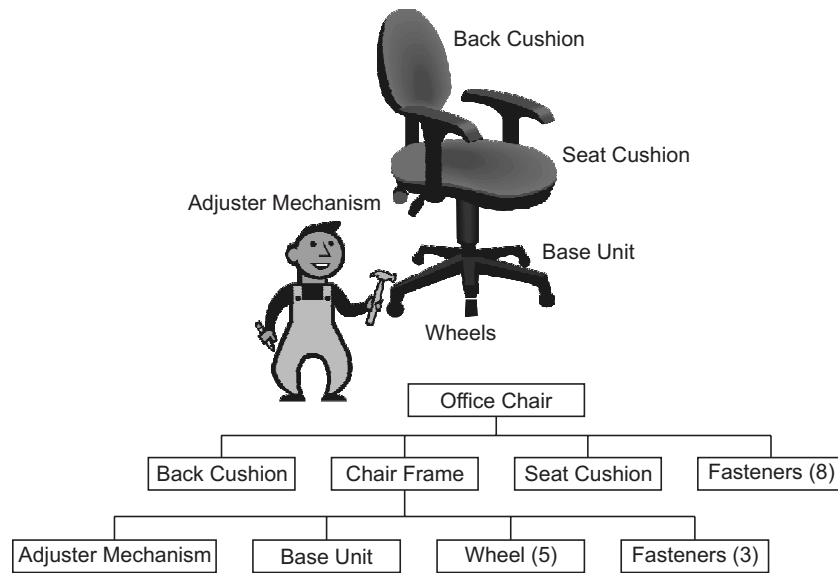 Back Cushion
Seat Cushion
Adjuster Mechanism
Base Unit
Wheels
Office Chair
Back Cushion
Chair Frame
Seat Cushion
Fasteners (8)
Adjuster Mechanism
Base Unit
Wheel (5)
Fasteners (3)